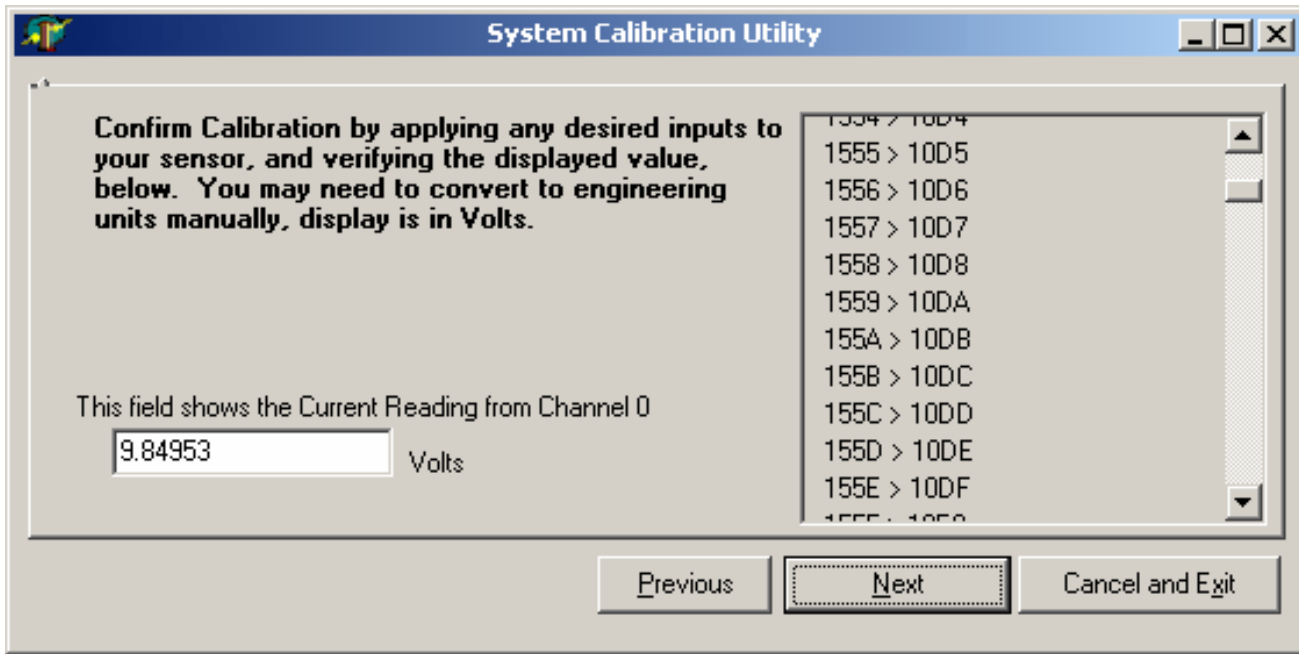 System Calibration Utility
Confirm Calibration by applying any desired inputs to
your sensor, and verifying the displayed value,
below. You may need to convert to engineering
units manually, display is in Volts.
This field shows the Current Reading from Channel 0
9.84953
Volts
1554 > 10D4
1555 > 10D5
1556 > 10D6
1557 > 10D7
1558 > 10D8
1559 > 10DA
155A > 10DB
155B > 10DC
155C > 10DD
155D > 10DE
155E > 10DF
Previous
Next
Cancel and Exit